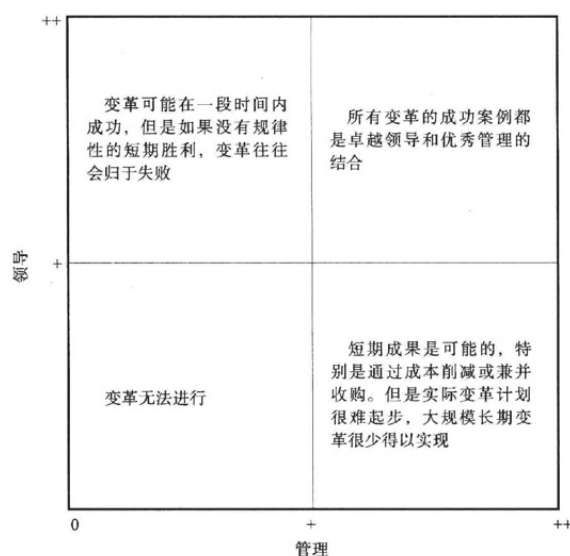 ++
变革可能在一段时间内
成功，但是如果没有规律
性的短期胜利，变革往往
会归于失败
所有变革的成功案例都
是卓越领导和优秀管理的
结合
领导
+
变革无法进行
短期成果是可能的，特
别是通过成本削减或兼并
收购。但是实际变革计划
很难起步，大规模长期变
革很少得以实现
0
+
++
管理